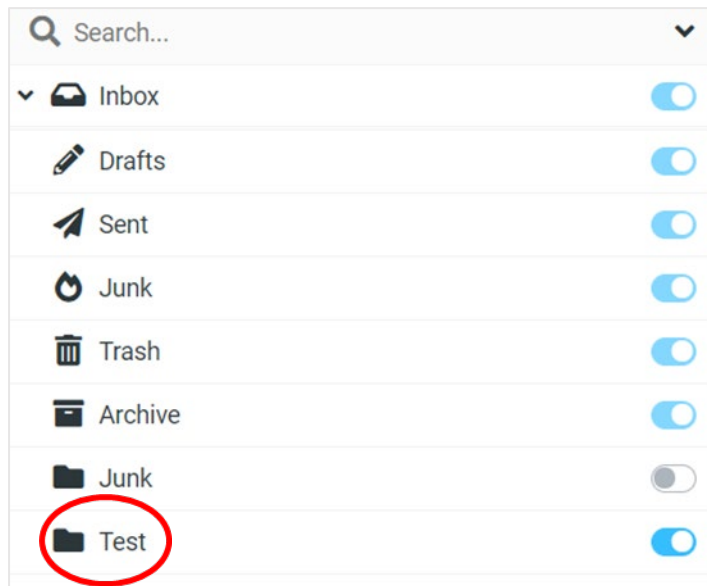 Search...
Inbox
Drafts
Sent
Junk
Trash
Archive
Junk
Test